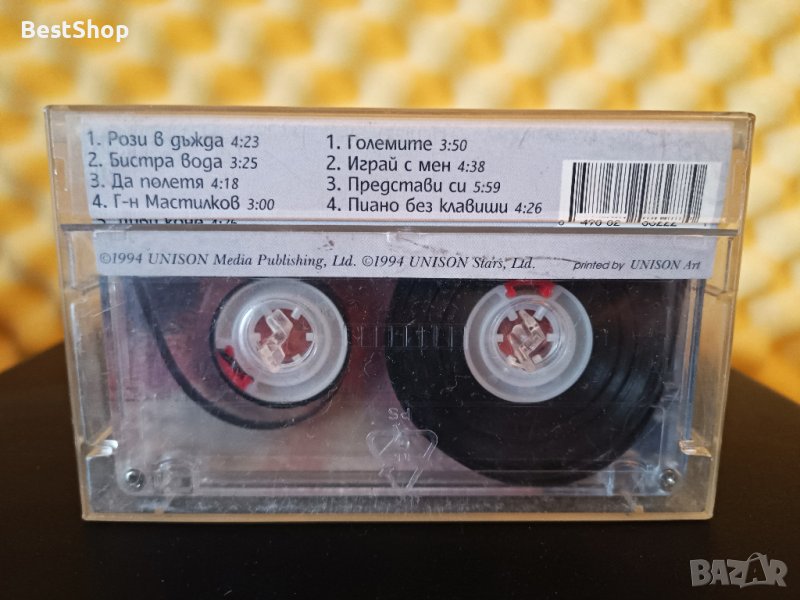 BestShop
1. Рози в дъжда 4:23
2. Бистра вода 3:25
3. Да полетя 4:18
4. Г-н Мастилков 3:00
1. Големите 3:50
2. Играй с мен 4:38
3. Представи си 5:59
4. Пиано без клавиши 4:26
©1994 UNISON Media Publishing, Ltd. ©1994 UNISON Stars, Ltd.
printed by UNISON Art
PS
BAZAR